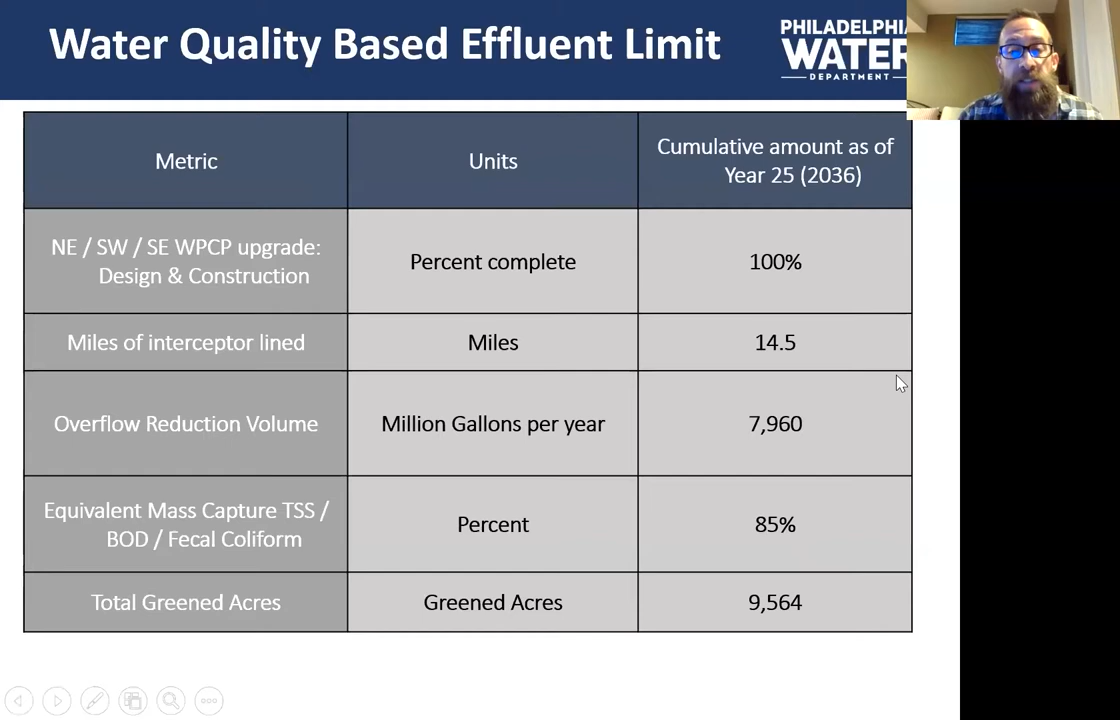 Water Quality Based Effluent Limit
PHILADELPHIA
WATER
DEPARTMENT
Metric
Units
Cumulative amount as of
Year 25 (2036)
NE / SW / SE WPCP upgrade:
Design & Construction
Percent complete
100%
Miles of interceptor lined
Miles
14.5
Overflow Reduction Volume
Million Gallons per year
7,960
Equivalent Mass Capture TSS /
BOD / Fecal Coliform
Percent
85%
Total Greened Acres
Greened Acres
9,564